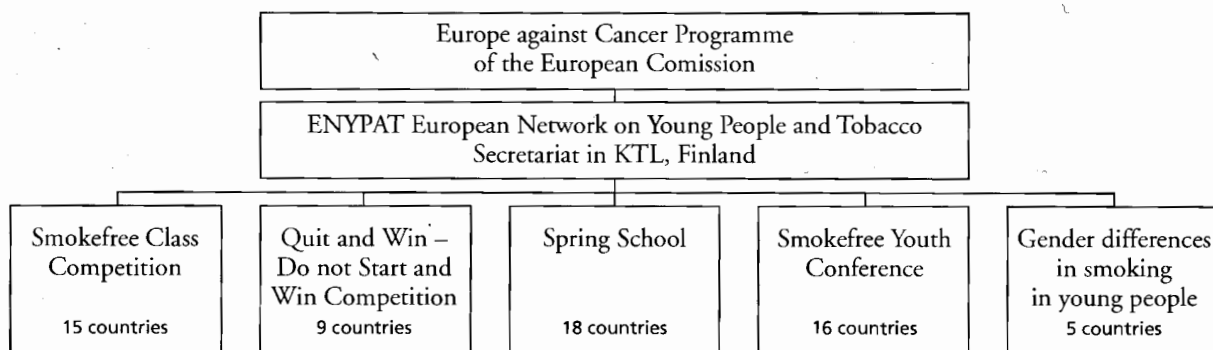 Europe against Cancer Programme
of the European Comission
ENYPAT European Network on Young People and Tobacco
Secretariat in KTL, Finland
Smokefree Class
Competition
15 countries
Quit and Win –
Do not Start and
Win Competition
9 countries
Spring School
18 countries
Smokefree Youth
Conference
16 countries
Gender differences
in smoking
in young people
5 countries